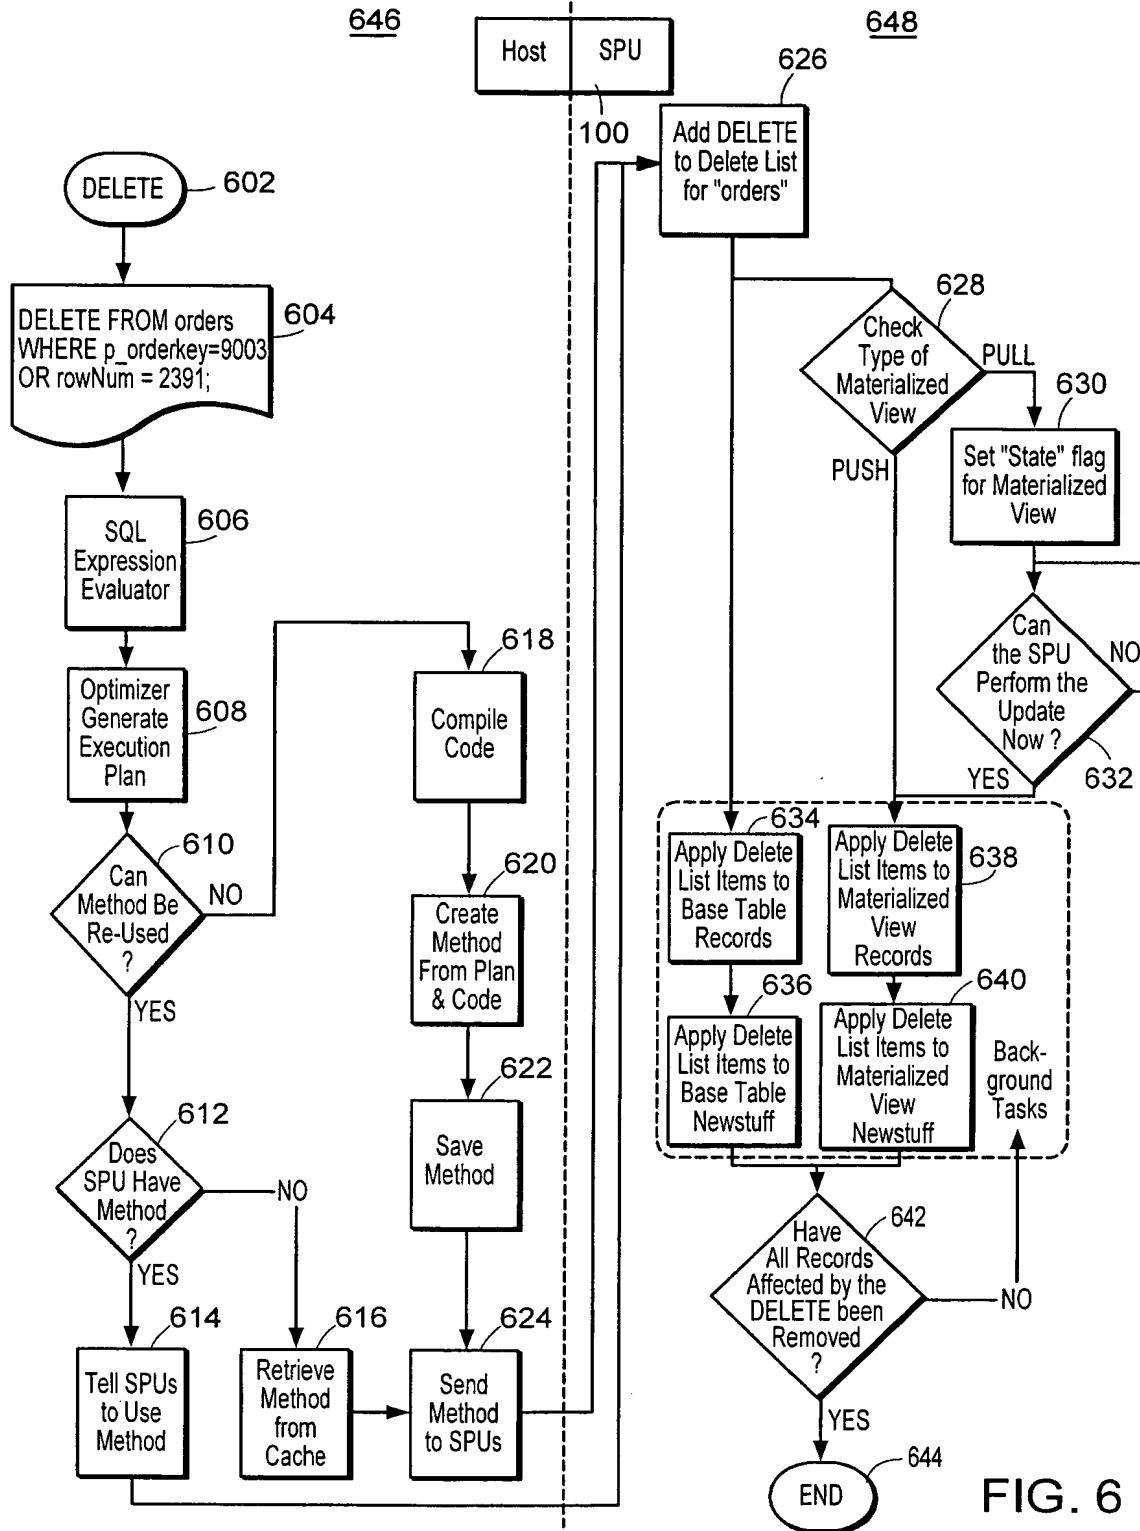 646
648
Host
SPU
100
626
Add DELETE
to Delete List
for "orders"
DELETE
602
604
DELETE FROM orders
WHERE p_orderkey=9003
OR rowNum = 2391;
628
Check
Type of
Materialized
View
PULL
PUSH
630
Set "State" flag
for Materialized
View
606
SQL
Expression
Evaluator
Can
the SPU
Perform the
Update
Now ?
NO
YES
632
608
Optimizer
Generate
Execution
Plan
618
Compile
Code
610
Can
Method Be
Re-Used
?
NO
YES
620
Create
Method
From Plan
& Code
634
Apply Delete
List Items to
Base Table
Records
638
Apply Delete
List Items to
Materialized
View
Records
636
Apply Delete
List Items to
Base Table
Newstuff
640
Apply Delete
List Items to
Materialized
View
Newstuff
Back-
ground
Tasks
622
Save
Method
612
Does
SPU Have
Method
?
NO
YES
642
Have
All Records
Affected by the
DELETE been
Removed
?
NO
YES
614
Tell SPUs
to Use
Method
616
Retrieve
Method
from
Cache
624
Send
Method
to SPUs
644
END
FIG. 6